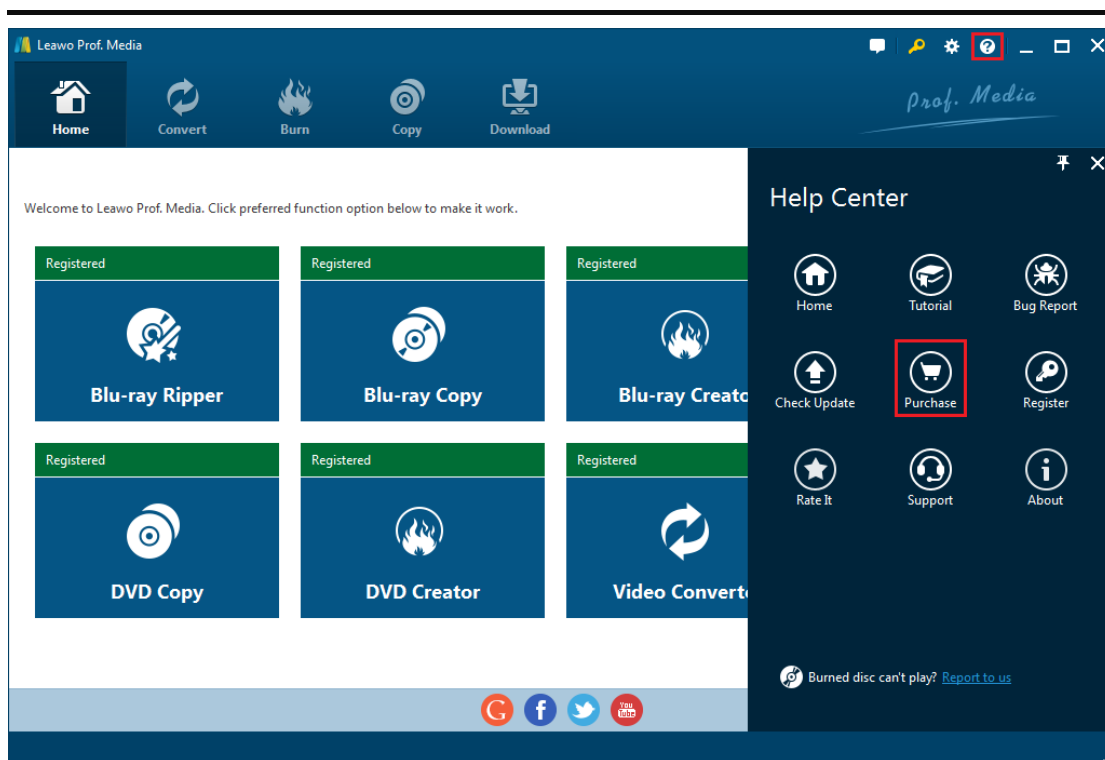 Leawo Prof. Media
Home
Convert
Burn
Copy
Download
Prof. Media
Welcome to Leawo Prof. Media. Click preferred function option below to make it work.
Registered
Registered
Registered
Blu-ray Ripper
Blu-ray Copy
Blu-ray Creato
Registered
Registered
Registered
DVD Copy
DVD Creator
Video Converte
Help Center
Home
Tutorial
Bug Report
Check Update
Purchase
Register
Rate It
Support
About
Burned disc can't play? Report to us
G
f
You
Tube